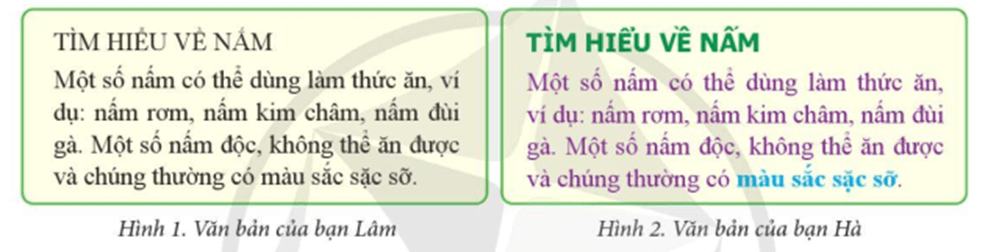 TÌM HIỂU VỀ NẤM
Một số nấm có thể dùng làm thức ăn, ví
dụ: nấm rơm, nấm kim châm, nấm đùi
gà. Một số nấm độc, không thể ăn được
và chúng thường có màu sắc sặc sỡ.
Hình 1. Văn bản của bạn Lâm
TÌM HIỂU VỀ NẤM
Một số nấm có thể dùng làm thức ăn,
ví dụ: nấm rơm, nấm kim châm, nấm đùi
gà. Một số nấm độc, không thể ăn được
và chúng thường có màu sắc sặc sỡ.
Hình 2. Văn bản của bạn Hà